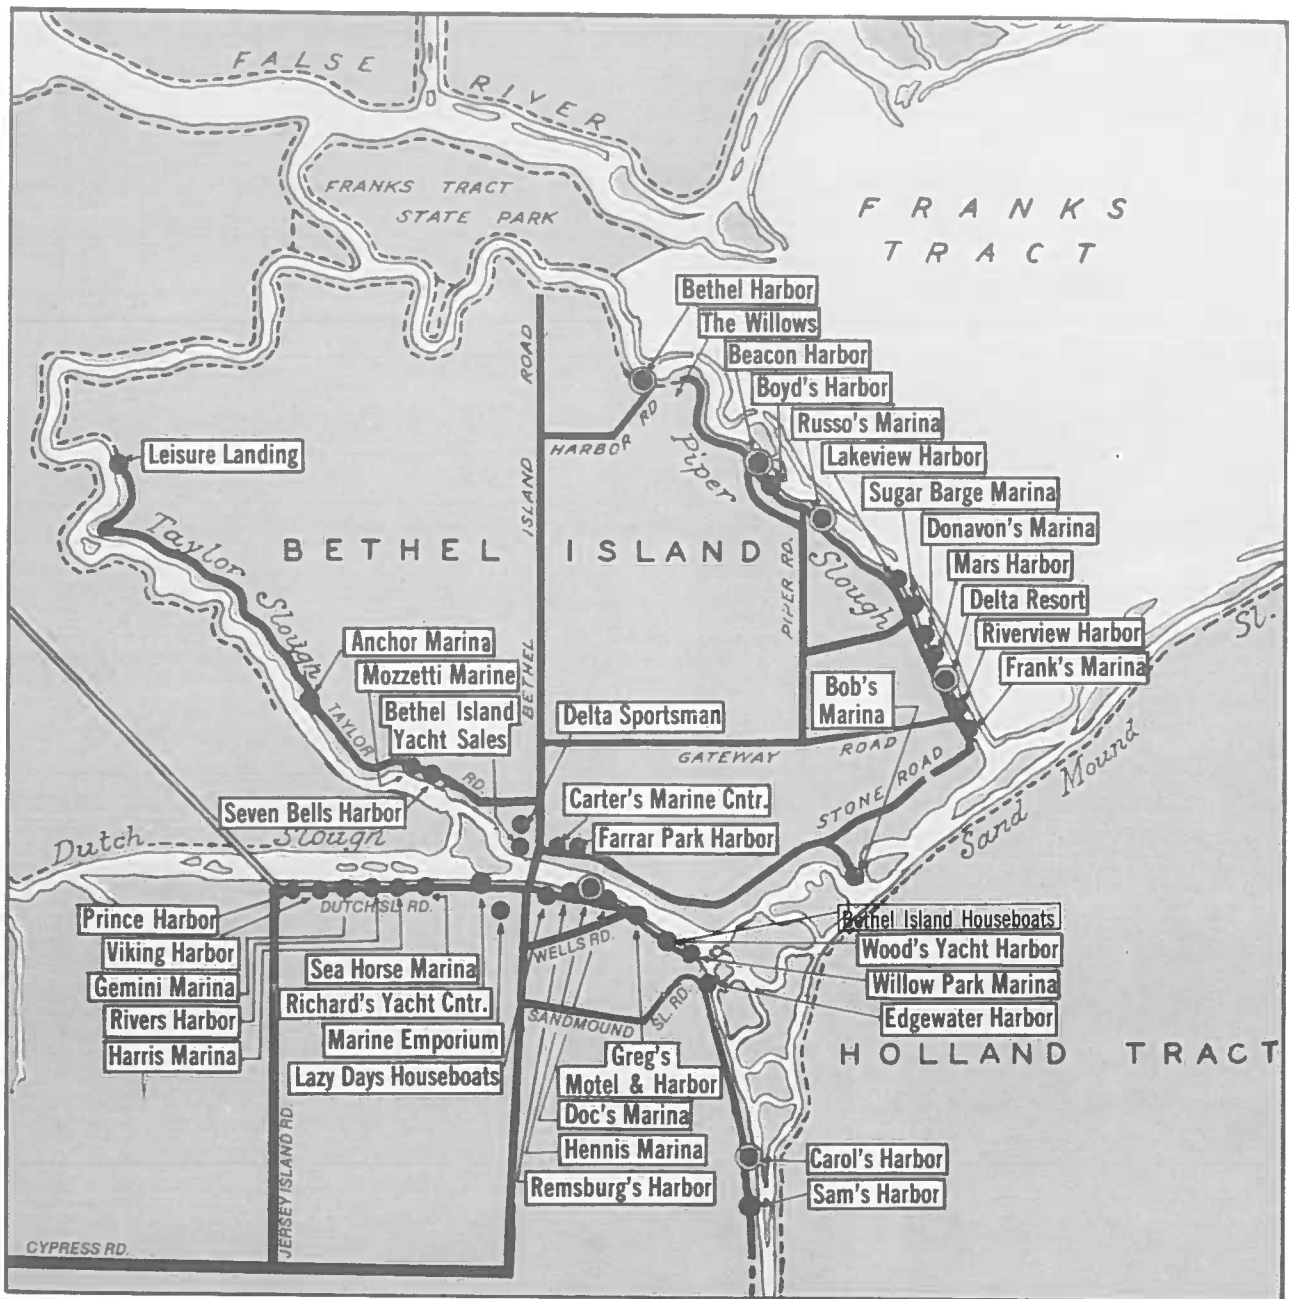 FALSE
RIVER
FRANKS TRACT
STATE PARK
FRANKS
TRACT
Bethel Harbor
The Willows
Beacon Harbor
Boyd's Harbor
Russo's Marina
Lakeview Harbor
Sugar Barge Marina
Donavon's Marina
Mars Harbor
Delta Resort
Riverview Harbor
Frank's Marina
ROAD
ISLAND
BETHEL
HARBOR RD
Piper
Slough
PIPER RD.
Leisure Landing
Taylor
Slough
BETHEL ISLAND
Anchor Marina
Mozzetti Marine
Bethel Island
Yacht Sales
TAYLOR
RD.
Delta Sportsman
Bob's
Marina
GATEWAY
ROAD
STONE ROAD
Sand Mound
Sl.
Seven Bells Harbor
Carter's Marine Cntr.
Farrar Park Harbor
Dutch
Slough
DUTCH SL. RD.
Prince Harbor
Viking Harbor
Gemini Marina
Rivers Harbor
Harris Marina
Sea Horse Marina
Richard's Yacht Cntr.
Marine Emporium
Lazy Days Houseboats
WELLS RD.
SANDMOUND
SL. RD.
Greg's
Motel & Harbor
Doc's Marina
Hennis Marina
Remsburg's Harbor
Bethel Island Houseboats
Wood's Yacht Harbor
Willow Park Marina
Edgewater Harbor
HOLLAND TRACT
Carol's Harbor
Sam's Harbor
JERSEY ISLAND RD.
CYPRESS RD.